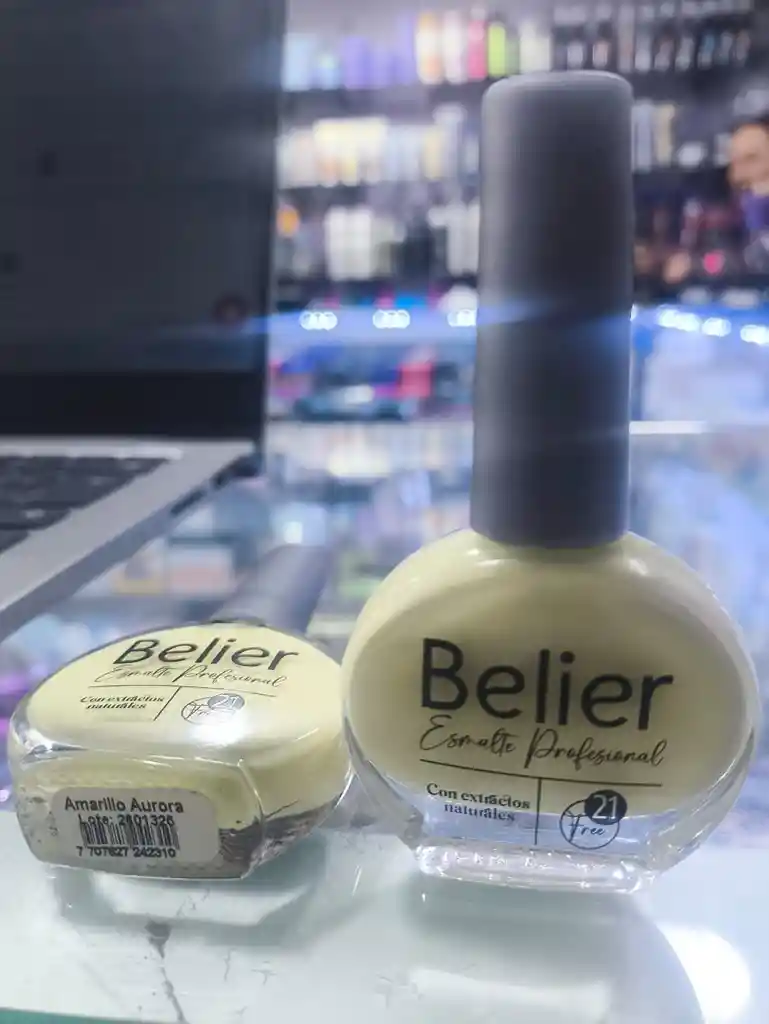 Belier
Esmalte Profesional
Con extractos
naturales
21
Free
Amarillo Aurora
Lote: 2601326
7 707627 242310
Belier
Esmalte Profesional
Con extractos
naturales
21
Free